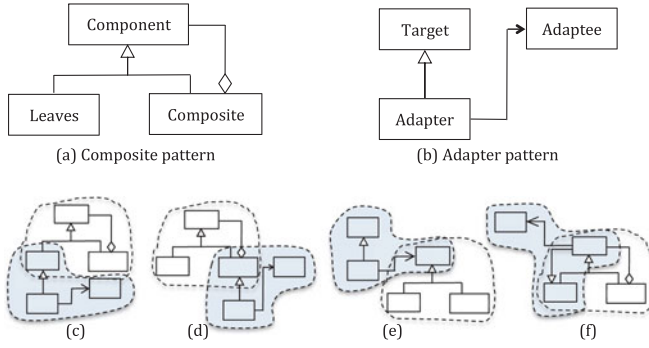 Component
Leaves
Composite
(a) Composite pattern
Target
Adaptee
Adapter
(b) Adapter pattern
(c)
(d)
(e)
(f)